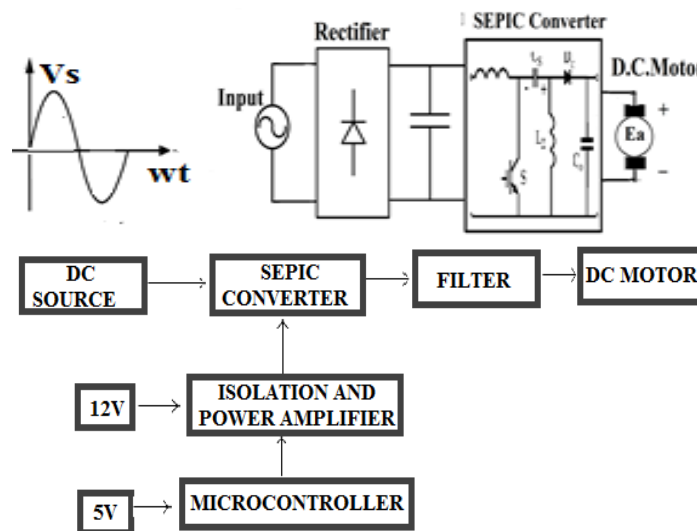 SEPIC Converter
Rectifier
Vs
D.C.Motor
Input
L2
S
Ea
+
−
wt
DC
SOURCE
SEPIC
CONVERTER
FILTER
DC MOTOR
12V
ISOLATION AND
POWER AMPLIFIER
5V
MICROCONTROLLER